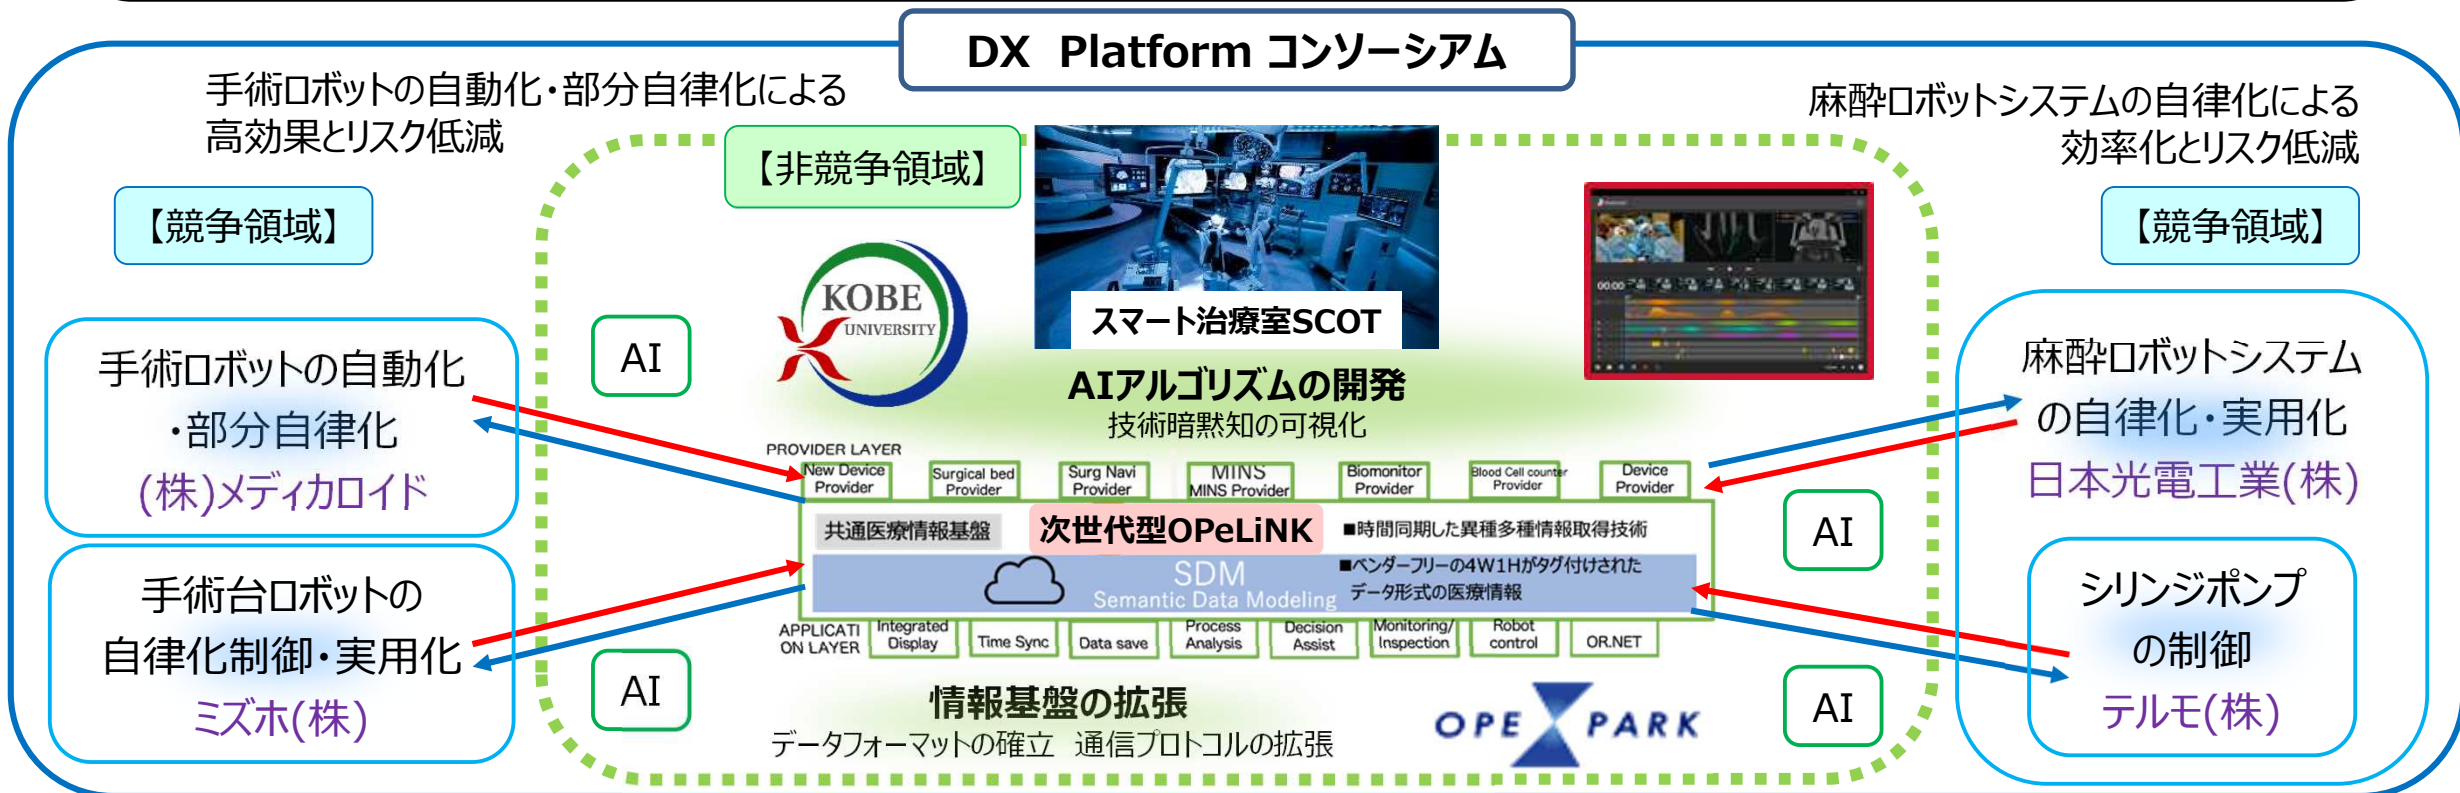 DX Platform コンソーシアム
手術ロボットの自動化・部分自律化による
高効果とリスク低減
麻酔ロボットシステムの自律化による
効率化とリスク低減
【非競争領域】
【競争領域】
【競争領域】
KOBE
UNIVERSITY
スマート治療室SCOT
00:00
AI
AI
AI
AI
手術ロボットの自動化
・部分自律化
(株)メディカロイド
手術台ロボットの
自律化制御・実用化
ミズホ(株)
AIアルゴリズムの開発
技術暗黙知の可視化
PROVIDER LAYER
New Device
Provider
Surgical bed
Provider
Surg Navi
Provider
MINS
MINS Provider
Biomonitor
Provider
Blood Cell counter
Provider
Device
Provider
共通医療情報基盤
次世代型OPeLiNK
■時間同期した異種多種情報取得技術
SDM
Semantic Data Modeling
■ベンダーフリーの4W1Hがタグ付けされた
データ形式の医療情報
APPLICATI
ON LAYER
Integrated
Display
Time Sync
Data save
Process
Analysis
Decision
Assist
Monitoring/
Inspection
Robot
control
OR.NET
情報基盤の拡張
データフォーマットの確立 通信プロトコルの拡張
OPE PARK
麻酔ロボットシステム
の自律化・実用化
日本光電工業(株)
シリンジポンプ
の制御
テルモ(株)